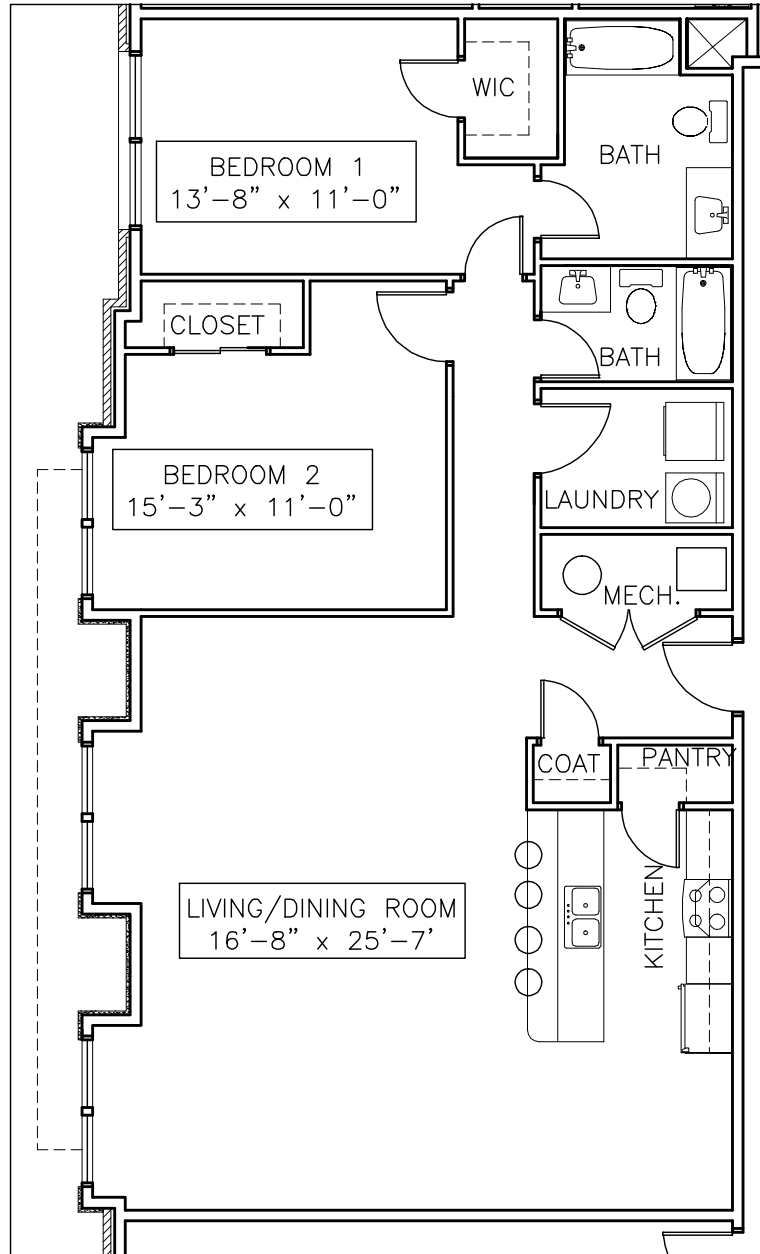 WIC
BATH
BEDROOM 1
13'-8" x 11'-0"
CLOSET
BATH
BEDROOM 2
15'-3" x 11'-0"
LAUNDRY
MECH.
COAT
PANTRY
KITCHEN
LIVING/DINING ROOM
16'-8" x 25'-7'